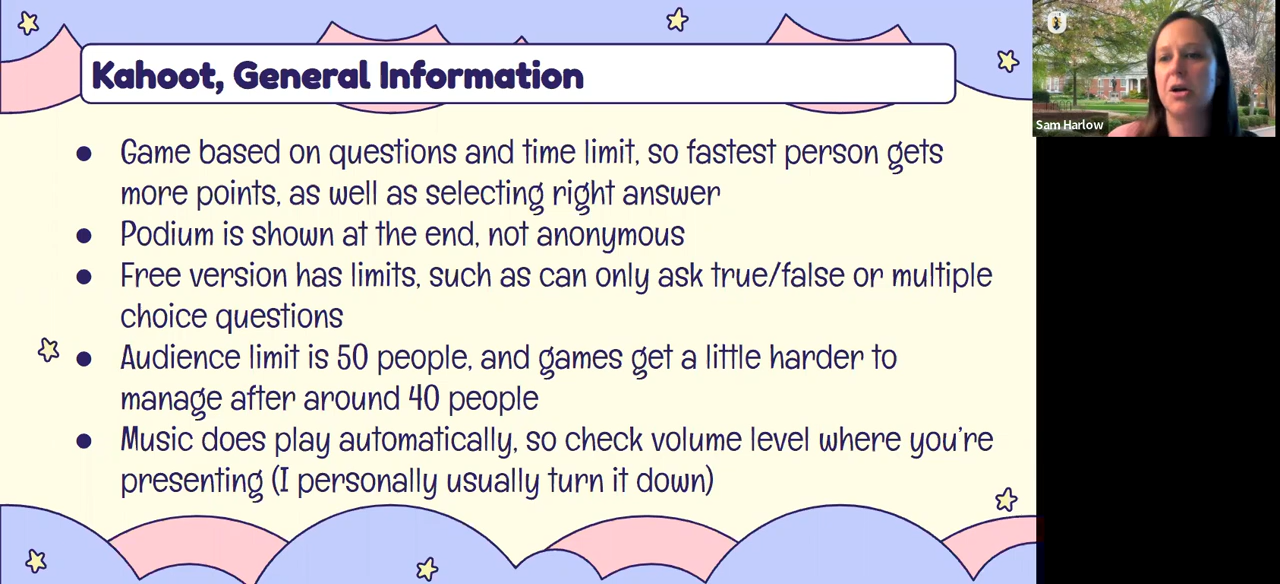 Kahoot, General Information
● Game based on questions and time limit, so fastest person gets
more points, as well as selecting right answer
● Podium is shown at the end, not anonymous
● Free version has limits, such as can only ask true/false or multiple
choice questions
● Audience limit is 50 people, and games get a little harder to
manage after around 40 people
● Music does play automatically, so check volume level where you're
presenting (I personally usually turn it down)
Sam Harlow